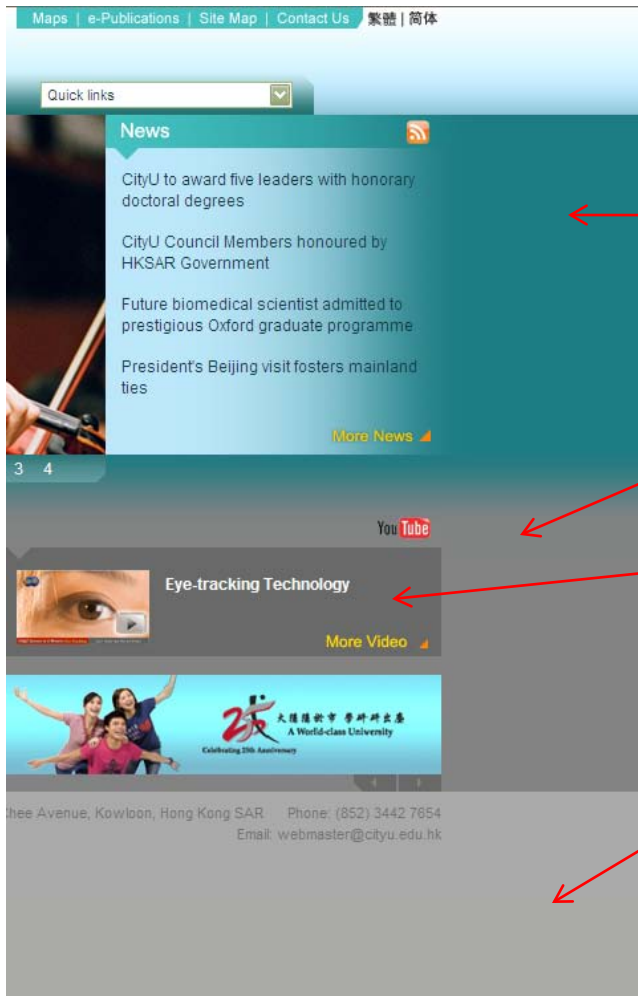 Maps | e-Publications | Site Map | Contact Us 繁體 | 简体
Quick links
News
CityU to award five leaders with honorary
doctoral degrees
CityU Council Members honoured by
HKSAR Government
Future biomedical scientist admitted to
prestigious Oxford graduate programme
President's Beijing visit fosters mainland
ties
More News
3 4
YouTube
Eye-tracking Technology
More Video
A World-class University
Celebrating 25th Anniversary
Chee Avenue, Kowloon, Hong Kong SAR Phone: (852) 3442 7654
Email: webmaster@cityu.edu.hk